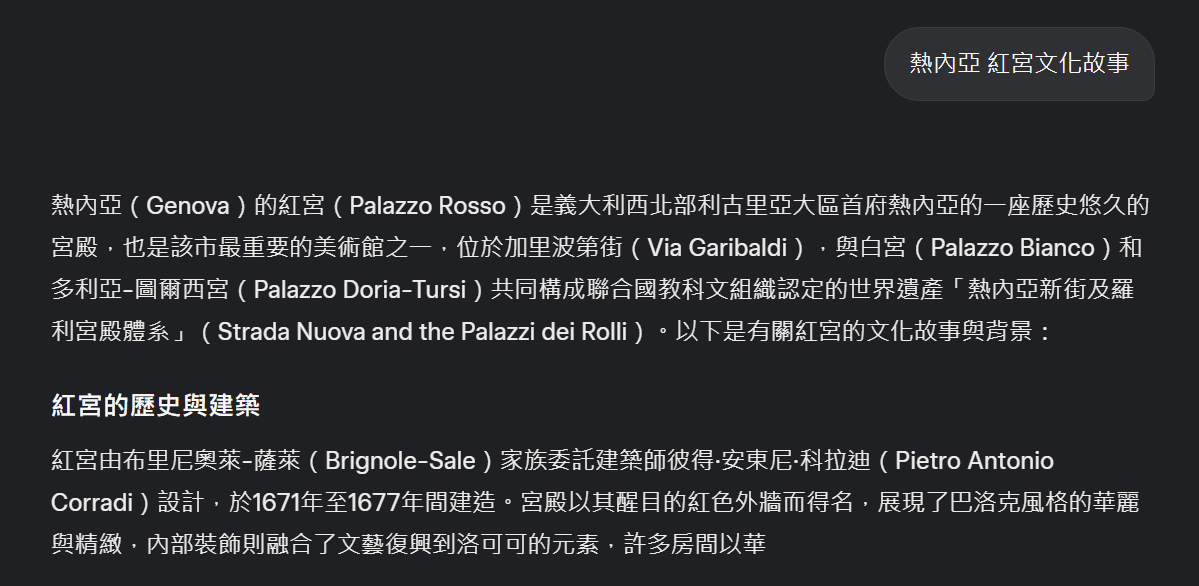 熱內亞 紅宮文化故事
熱內亞（Genova）的紅宮（Palazzo Rosso）是義大利西北部利古里亞大區首府熱內亞的一座歷史悠久的
宮殿，也是該市最重要的美術館之一，位於加里波第街（Via Garibaldi），與白宮（Palazzo Bianco）和
多利亞-圖爾西宮（Palazzo Doria-Tursi）共同構成聯合國教科文組織認定的世界遺產「熱內亞新街及羅
利宮殿體系」（Strada Nuova and the Palazzi dei Rolli）。以下是有關紅宮的文化故事與背景：
紅宮的歷史與建築
紅宮由布里尼奧萊-薩萊（Brignole-Sale）家族委託建築師彼得·安東尼·科拉迪（Pietro Antonio
Corradi）設計，於1671年至1677年間建造。宮殿以其醒目的紅色外牆而得名，展現了巴洛克風格的華麗
與精緻，內部裝飾則融合了文藝復興到洛可可的元素，許多房間以華